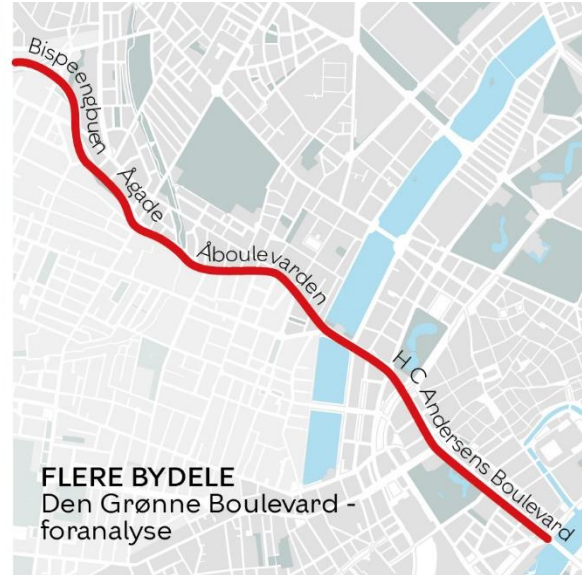 Bispeengbuen
Ågade
Åboulevarden
H C Andersens Boulevard
FLERE BYDELE
Den Grønne Boulevard -
foranalyse